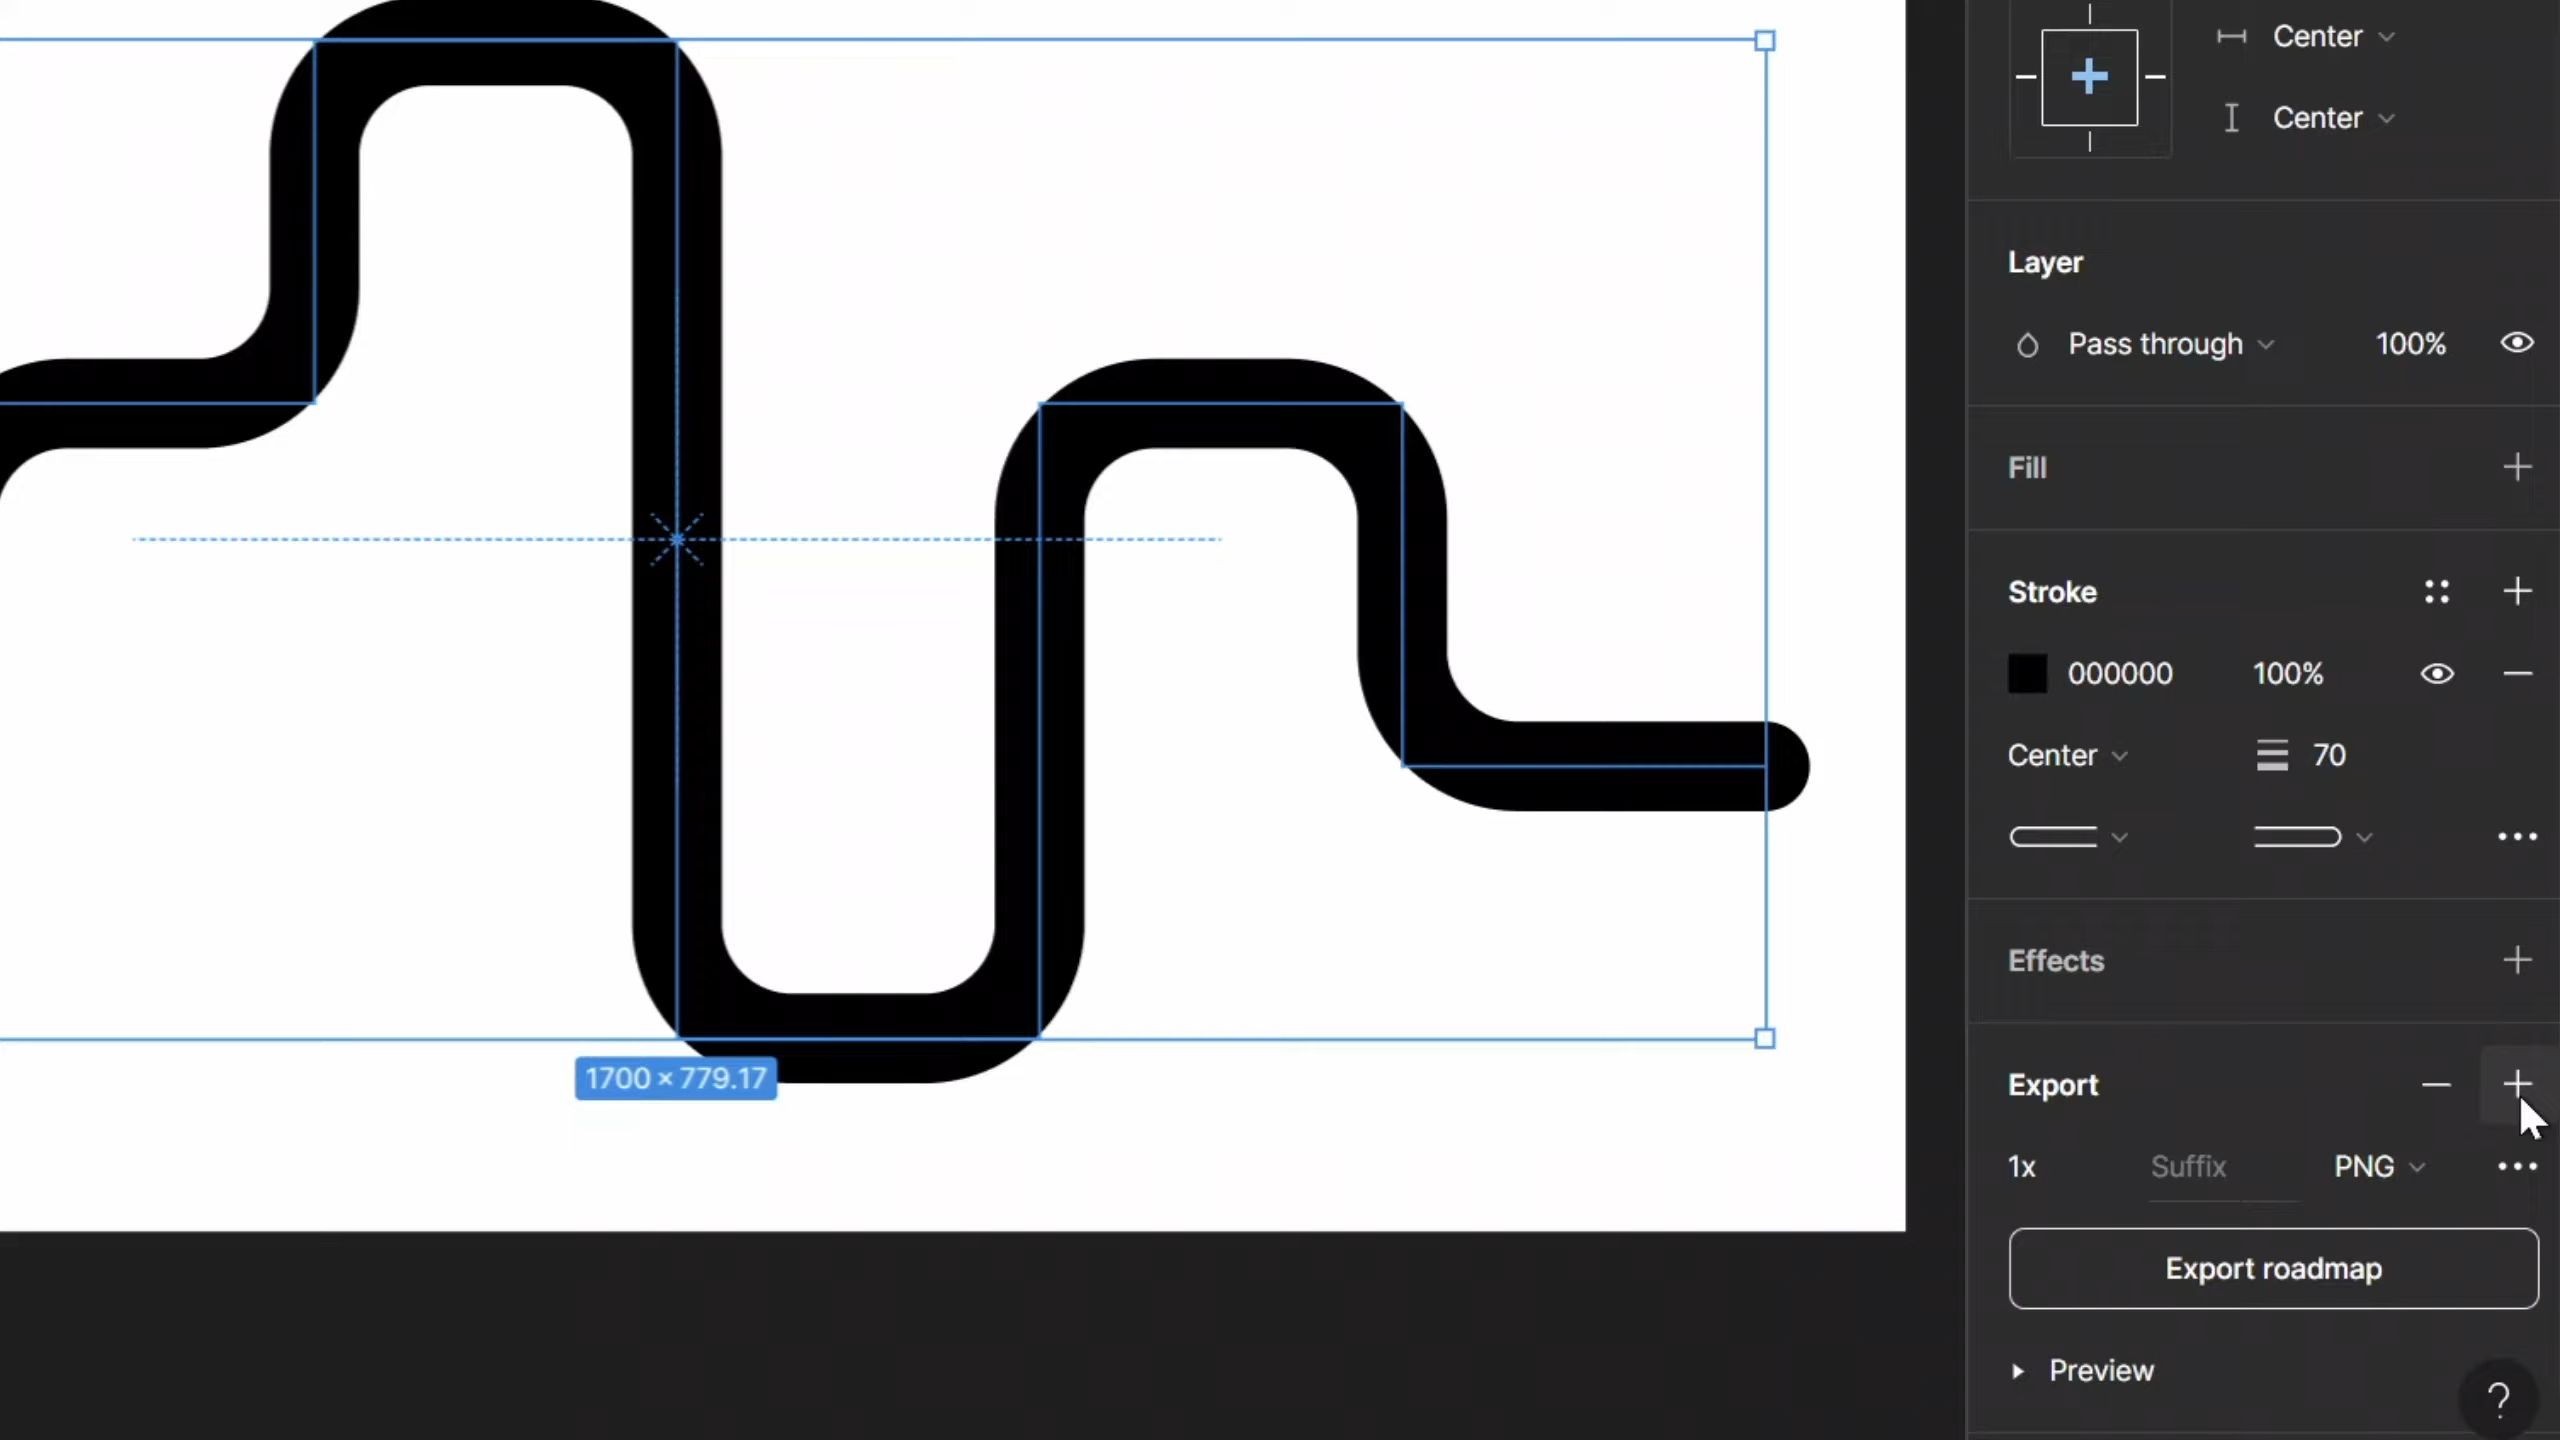 Center
Center
Layer
Pass through 100%
Fill
Stroke
000000 100%
Center 70
Effects
1700 × 779.17
Export
1x Suffix PNG
Export roadmap
Preview
?